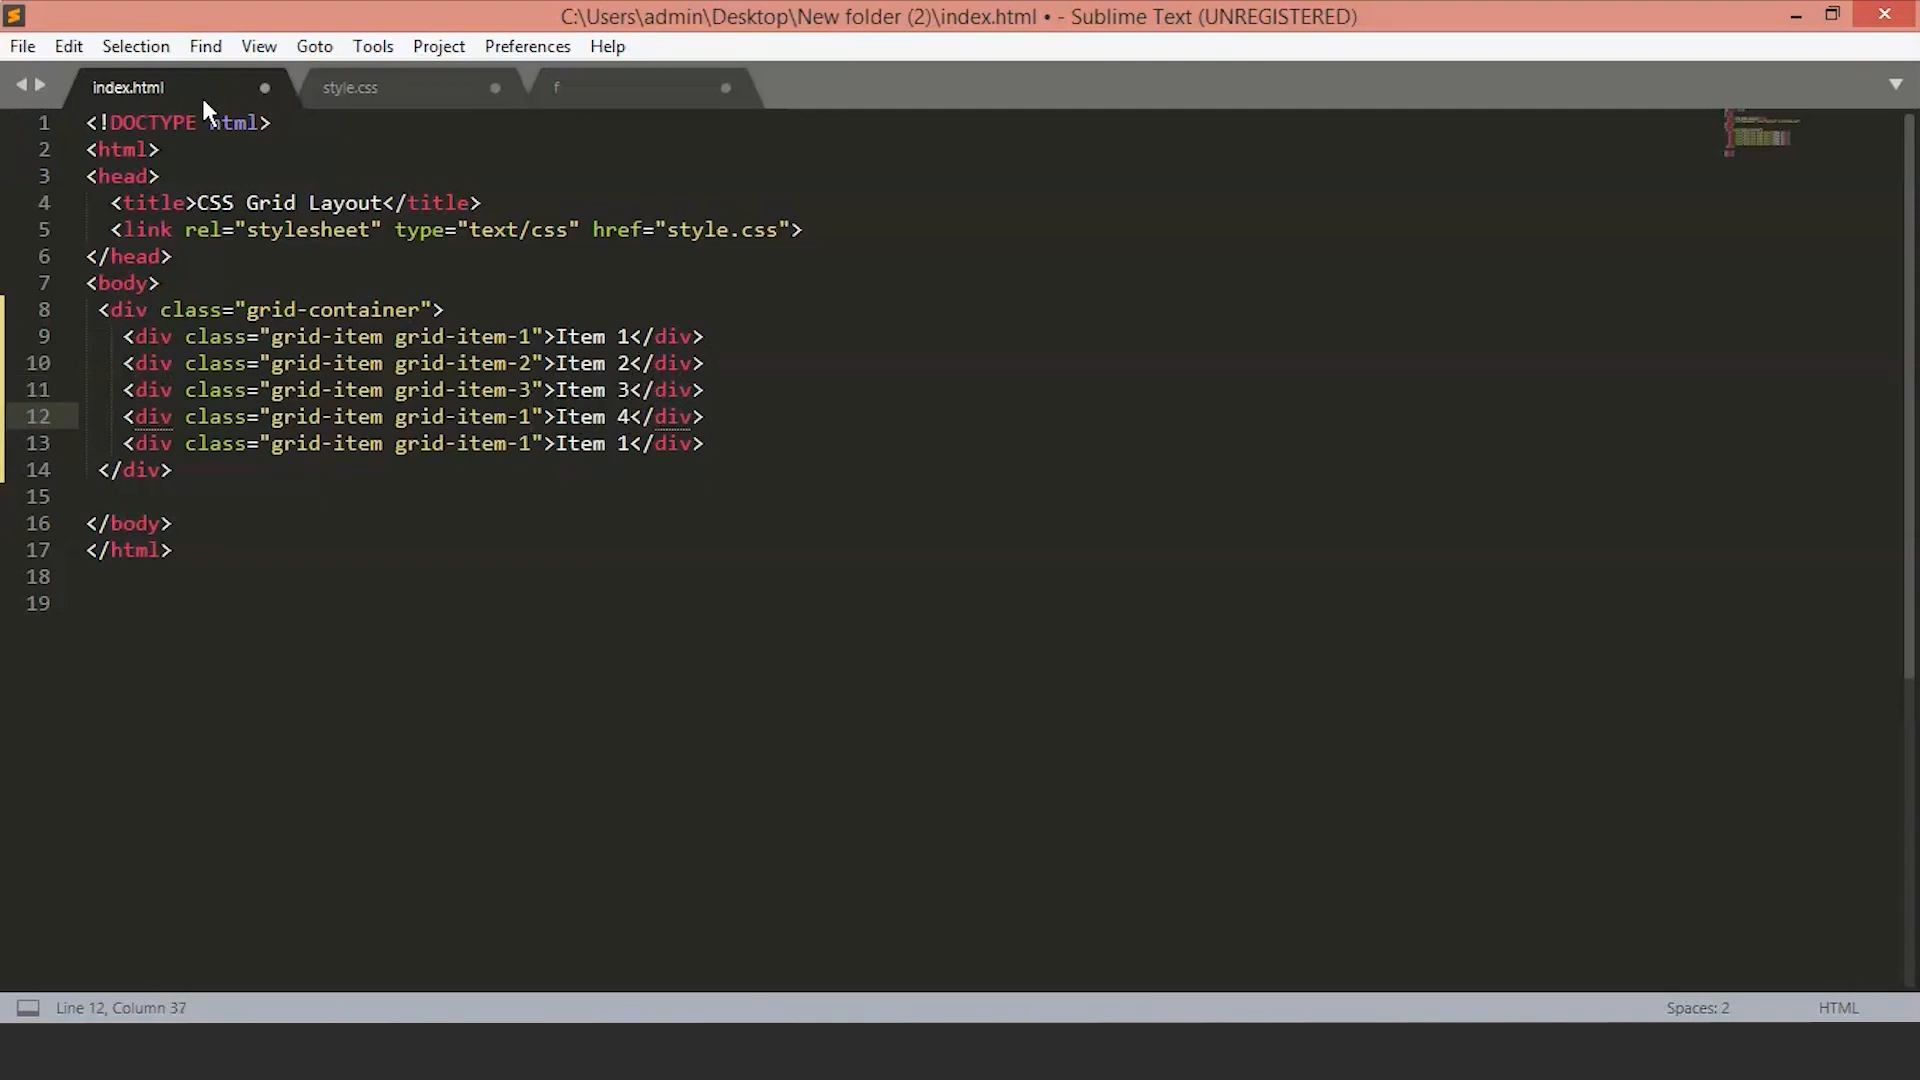 C:\Users\admin\Desktop\New folder (2)\index.html • - Sublime Text (UNREGISTERED)
File Edit Selection Find View Goto Tools Project Preferences Help
index.html style.css f
1 <!DOCTYPE html>
2 <html>
3 <head>
4 <title>CSS Grid Layout</title>
5 <link rel="stylesheet" type="text/css" href="style.css">
6 </head>
7 <body>
8 <div class="grid-container">
9 <div class="grid-item grid-item-1">Item 1</div>
10 <div class="grid-item grid-item-2">Item 2</div>
11 <div class="grid-item grid-item-3">Item 3</div>
12 <div class="grid-item grid-item-1">Item 4</div>
13 <div class="grid-item grid-item-1">Item 1</div>
14 </div>
15
16 </body>
17 </html>
18
19
Line 12, Column 37 Spaces: 2 HTML